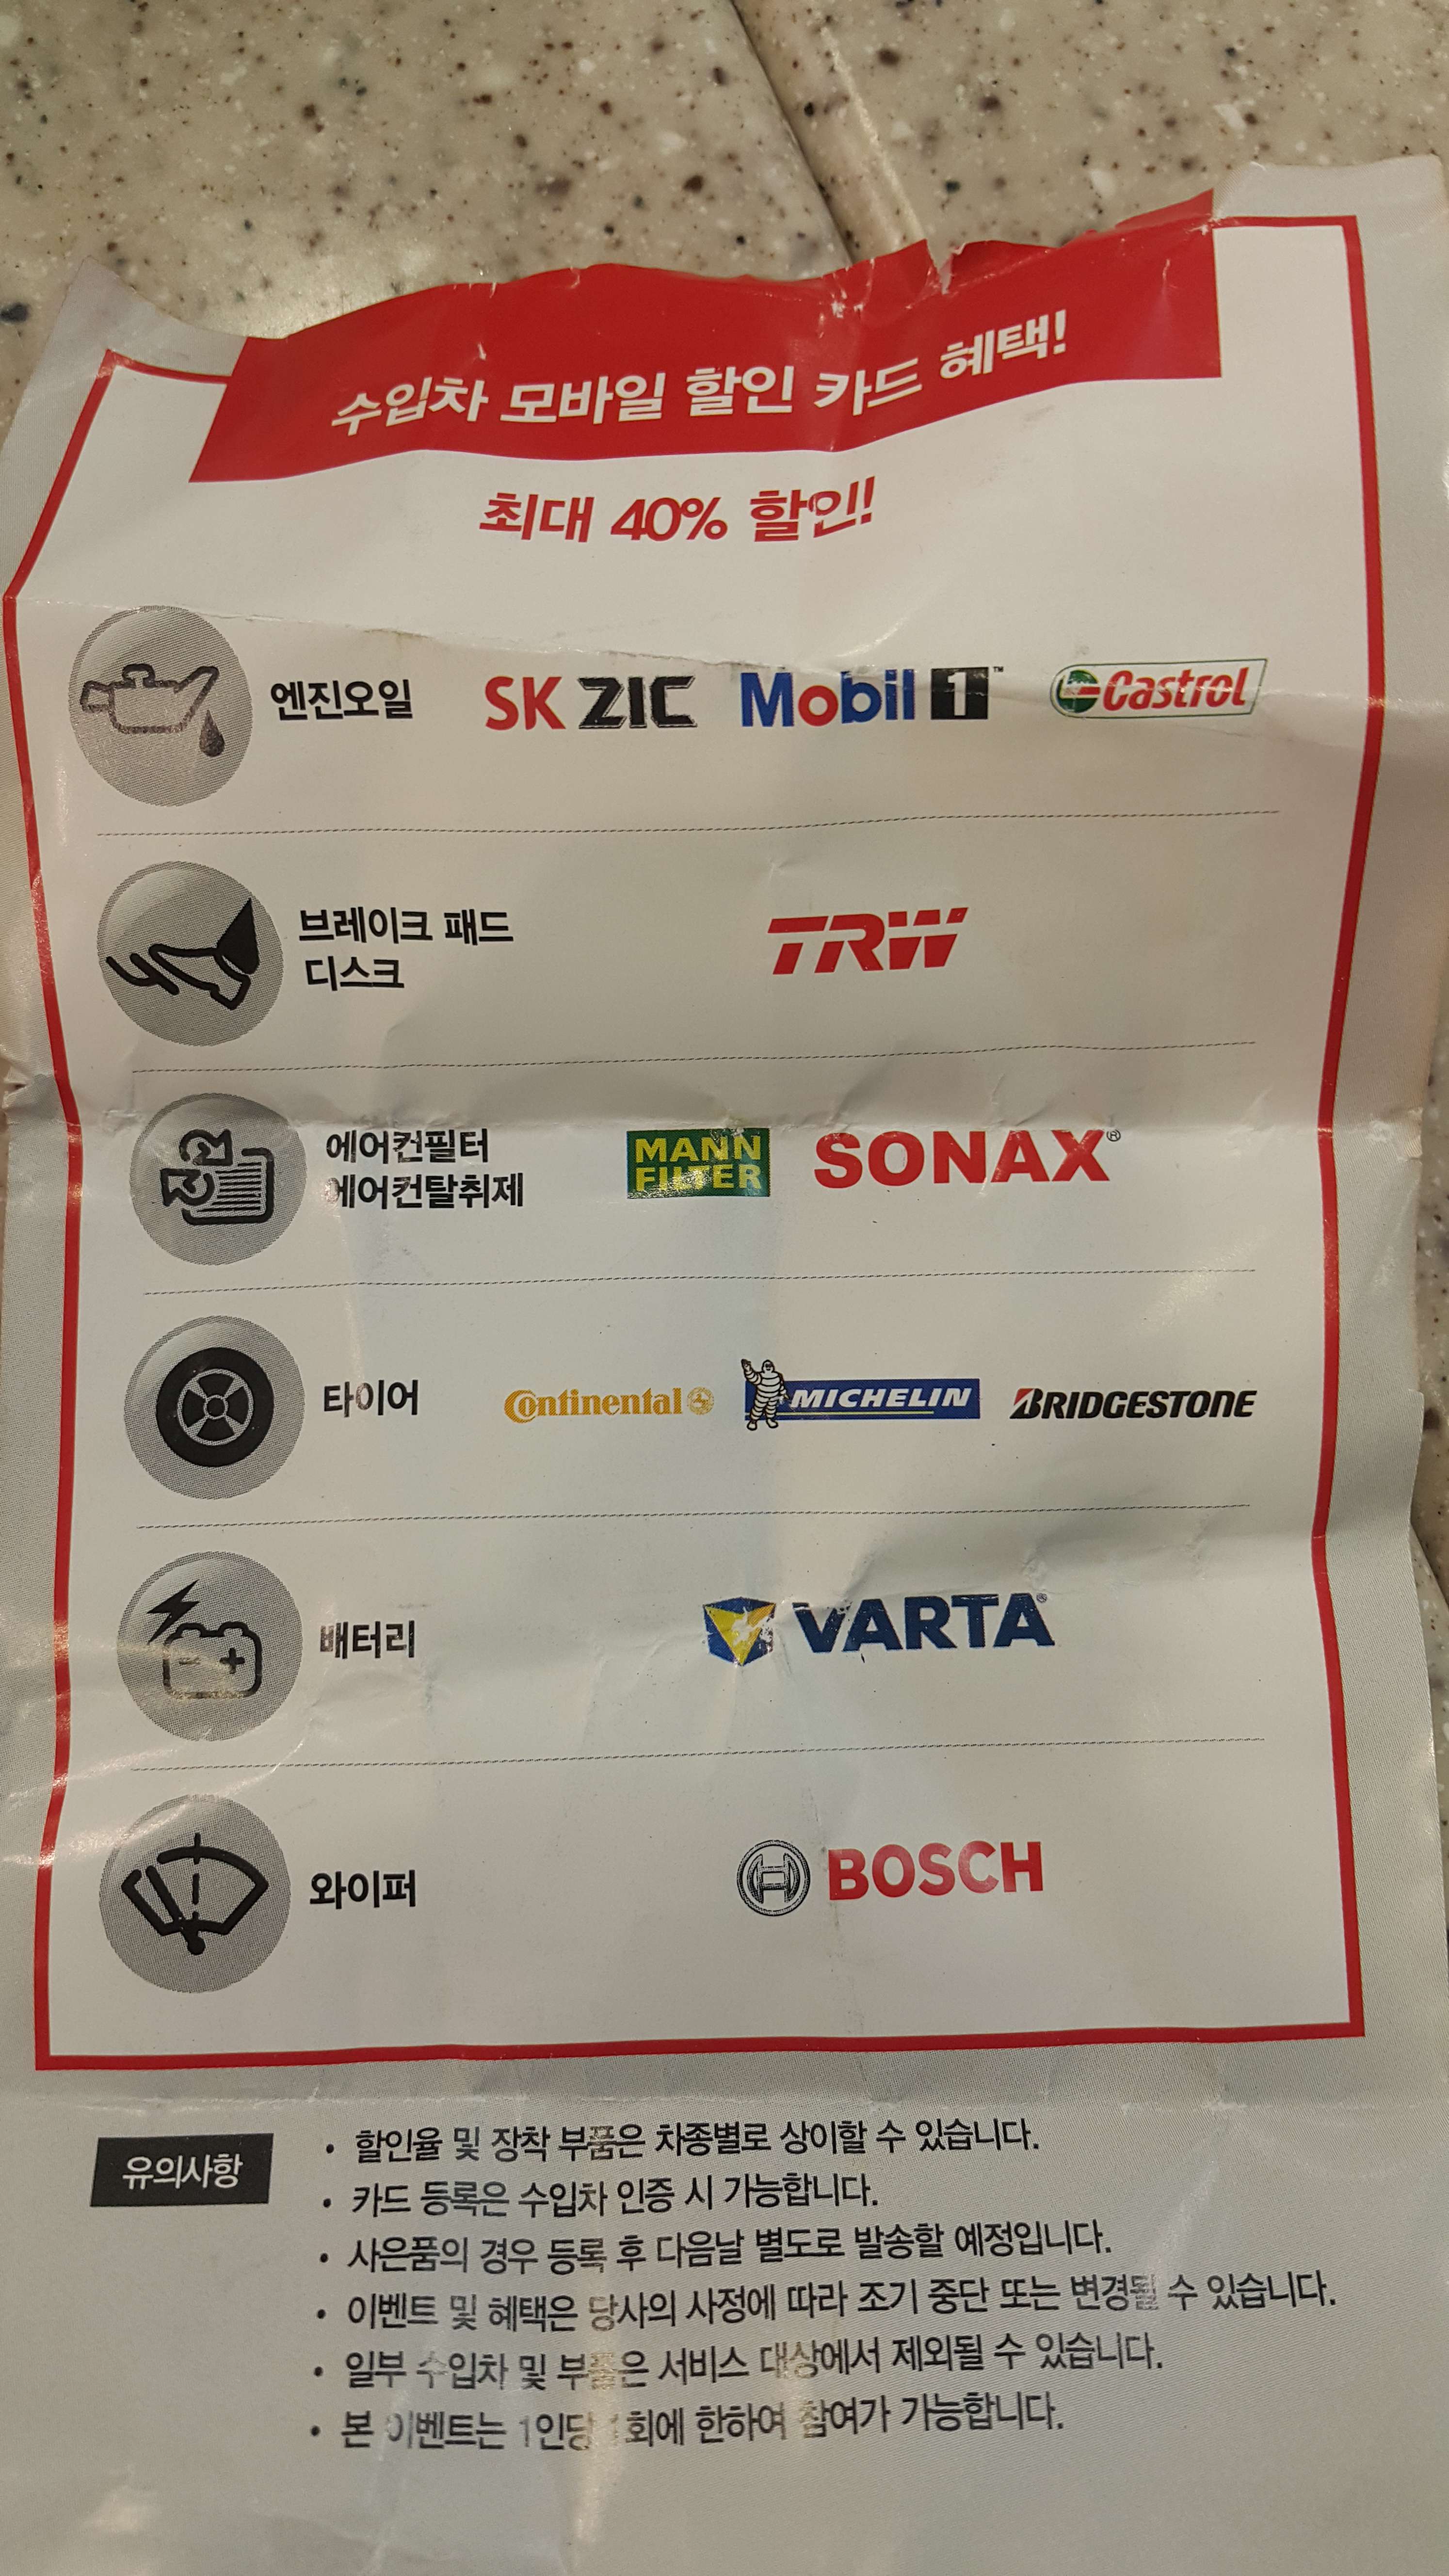 수입차 모바일 할인 카드 혜택!
최대 40% 할인!
엔진오일 SK ZIC Mobil 1™ Castrol
브레이크 패드
디스크
TRW
에어컨필터
에어컨탈취제
MANN
FILTER
SONAX®
타이어 Continental MICHELIN BRIDGESTONE
배터리 VARTA®
와이퍼 BOSCH
유의사항
• 할인율 및 장착 부품은 차종별로 상이할 수 있습니다.
• 카드 등록은 수입차 인증 시 가능합니다.
• 사은품의 경우 등록 후 다음날 별도로 발송할 예정입니다.
• 이벤트 및 혜택은 당사의 사정에 따라 조기 중단 또는 변경될 수 있습니다.
• 일부 수입차 및 부품은 서비스 대상에서 제외될 수 있습니다.
• 본 이벤트는 1인당 1회에 한하여 참여가 가능합니다.